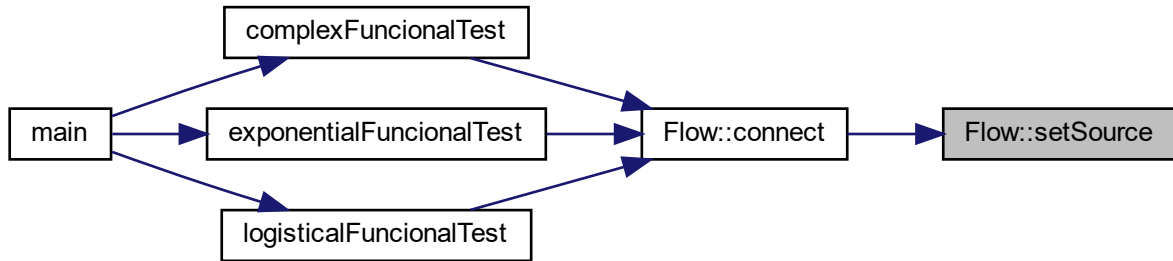 complexFuncionalTest
main
exponentialFuncionalTest
Flow::connect
Flow::setSource
logisticalFuncionalTest